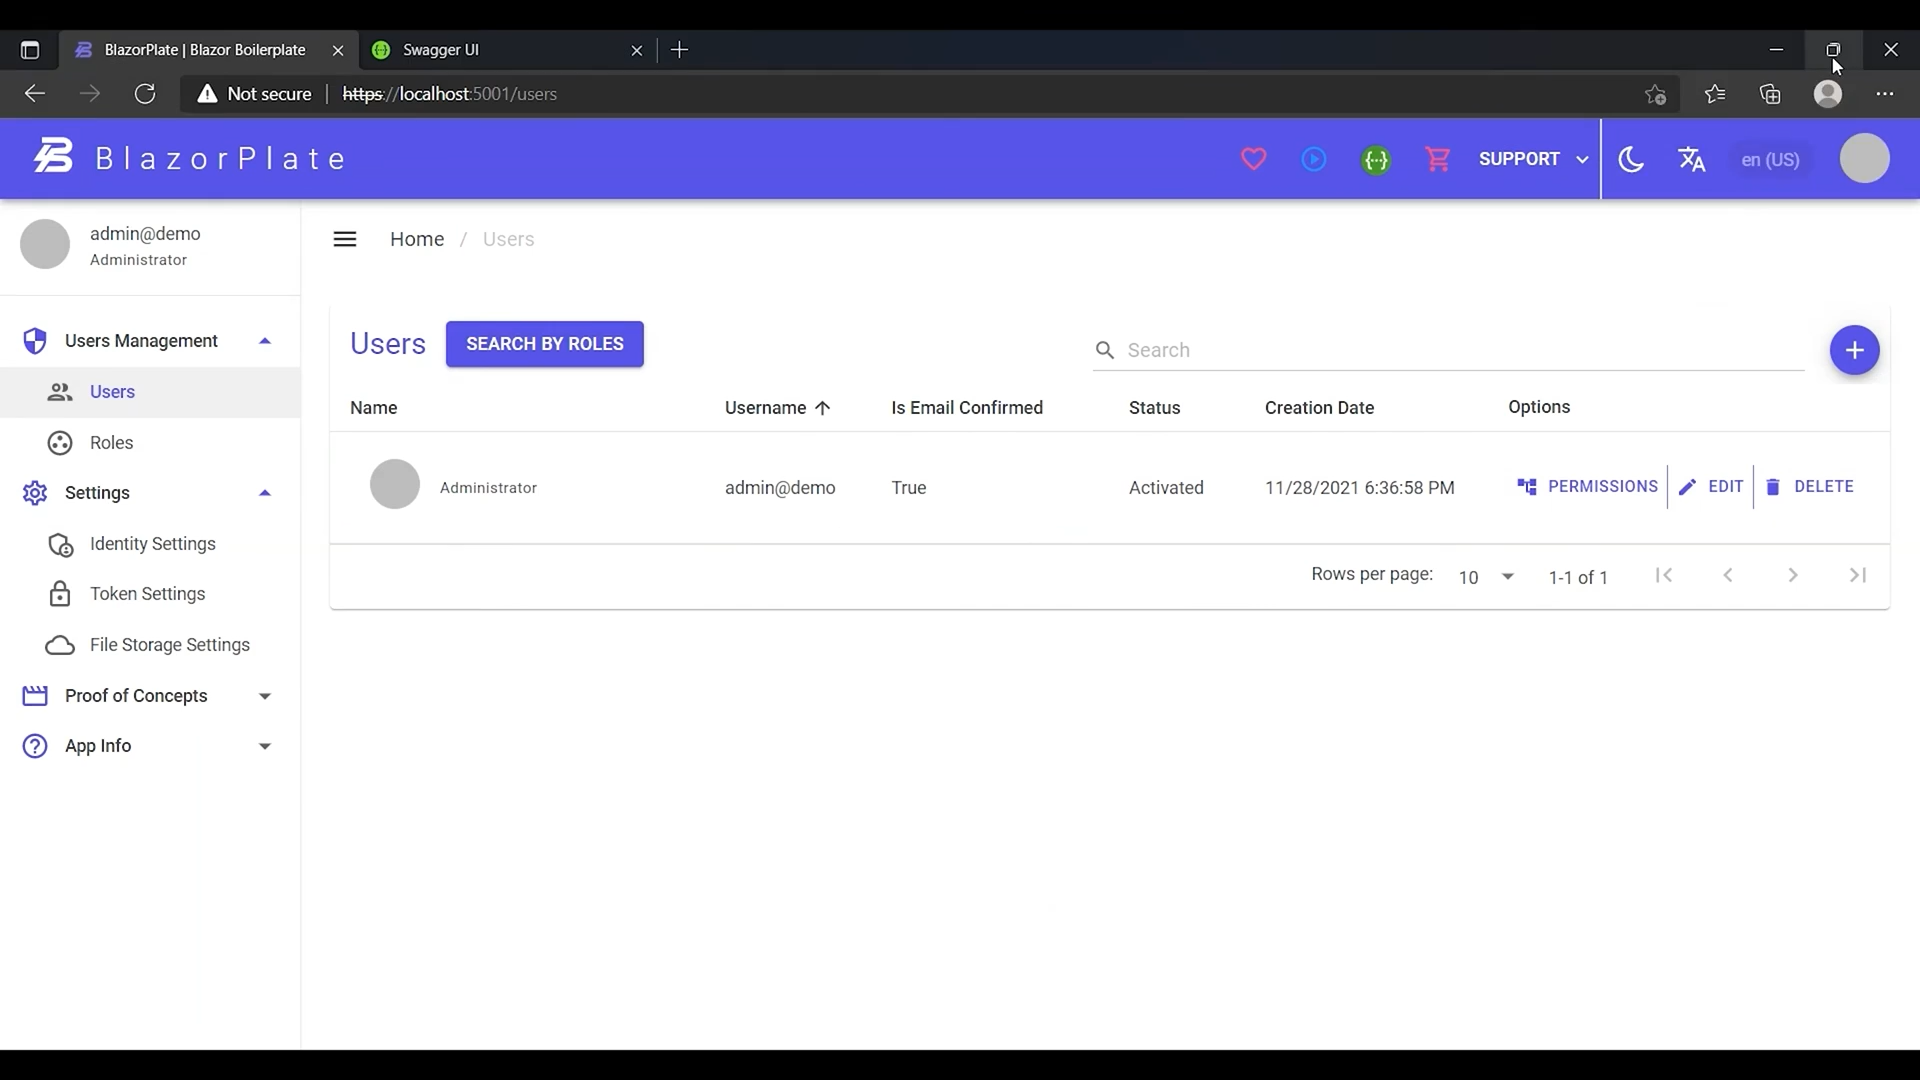 BlazorPlate | Blazor Boilerplate
Swagger UI
Not secure
https://localhost:5001/users
BlazorPlate
SUPPORT
en (US)
admin@demo
Administrator
Home / Users
Users Management
Users
Roles
Settings
Identity Settings
Token Settings
File Storage Settings
Proof of Concepts
App Info
Users
SEARCH BY ROLES
Search
Name Username Is Email Confirmed Status Creation Date Options
Administrator admin@demo True Activated 11/28/2021 6:36:58 PM PERMISSIONS EDIT DELETE
Rows per page: 10 1-1 of 1